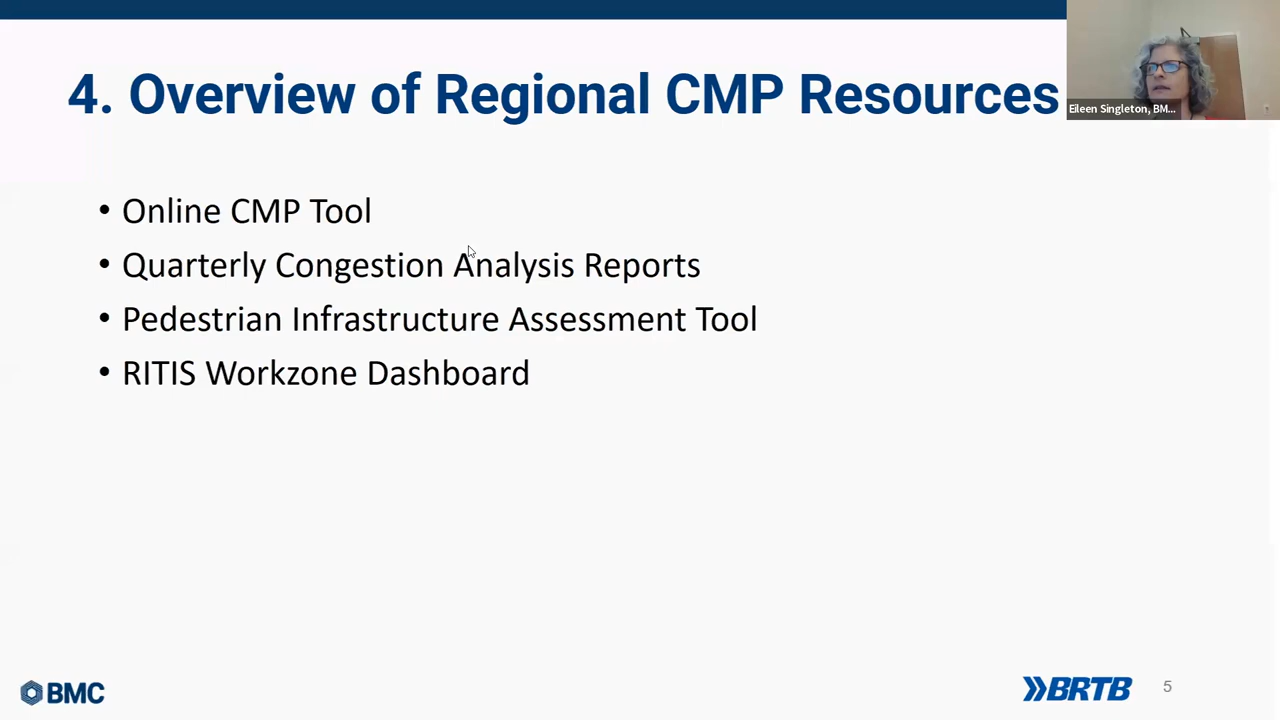 4. Overview of Regional CMP Resources
Eileen Singleton, BM...
• Online CMP Tool
• Quarterly Congestion Analysis Reports
• Pedestrian Infrastructure Assessment Tool
• RITIS Workzone Dashboard
BMC
BRTB
5